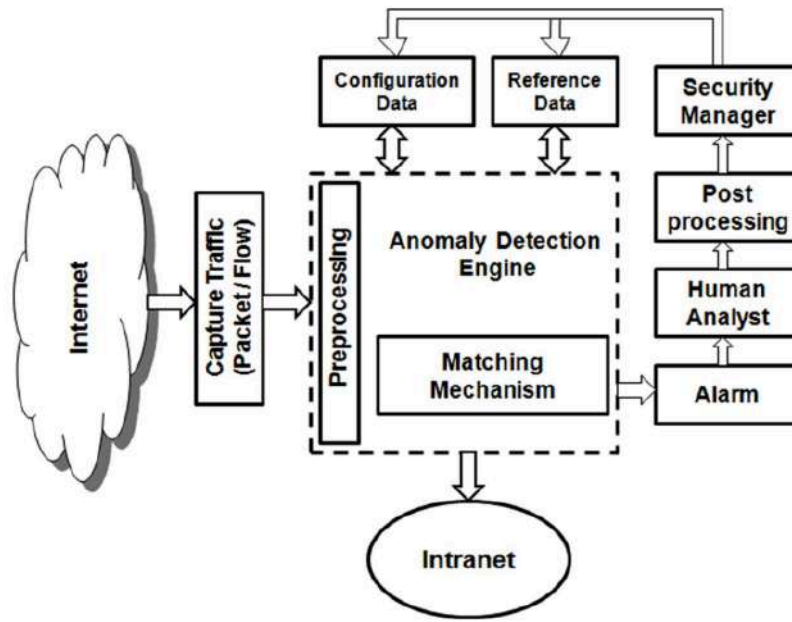 Internet
Capture Traffic
(Packet / Flow)
Configuration
Data
Reference
Data
Security
Manager
Preprocessing
Anomaly Detection
Engine
Matching
Mechanism
Post
processing
Human
Analyst
Alarm
Intranet